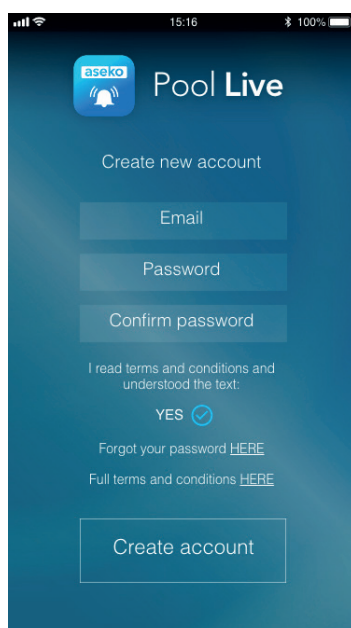 15:16
100%
aseko
Pool Live
Create new account
Email
Password
Confirm password
I read terms and conditions and
understood the text:
YES
Forgot your password HERE
Full terms and conditions HERE
Create account